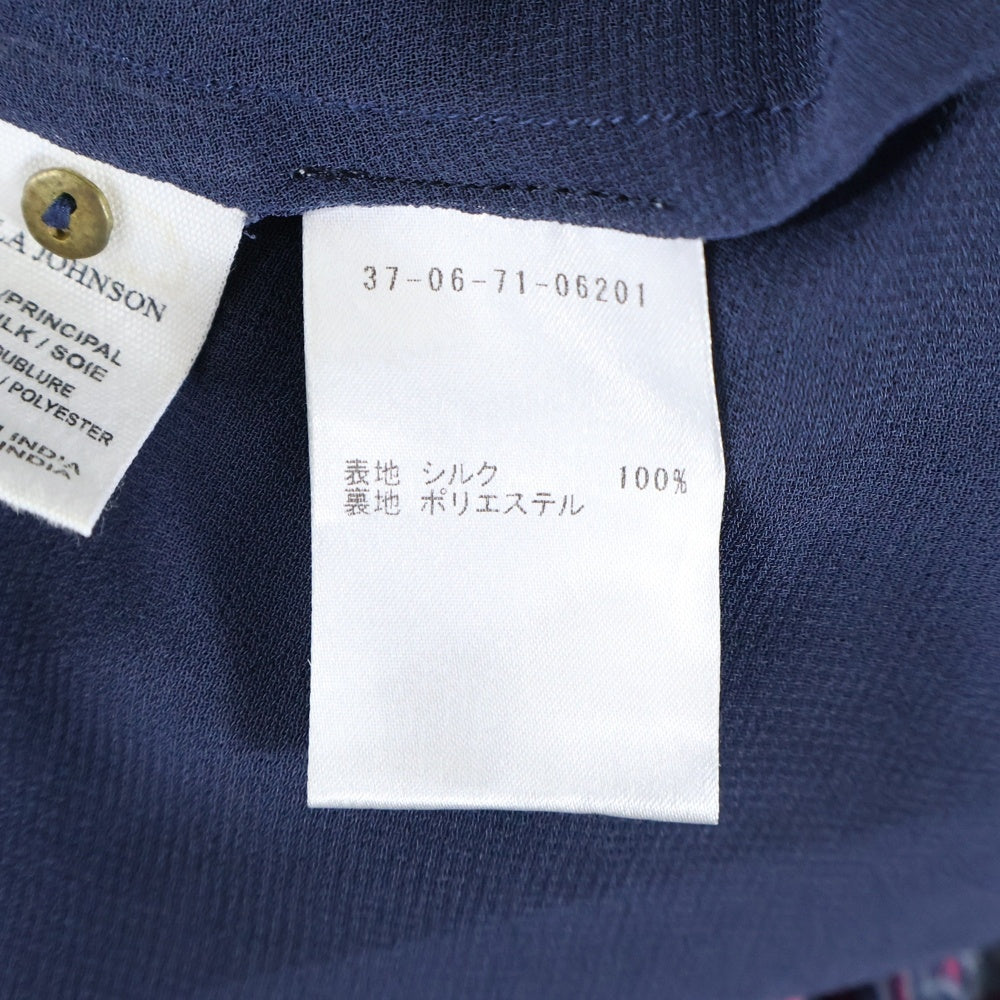 LA JOHNSON
/PRINCIPAL
ILK / SOIE
OUBLURE
/ POLYESTER
INDIA
INDIA
37-06-71-06201
表地 シルク 100%
裏地 ポリエステル